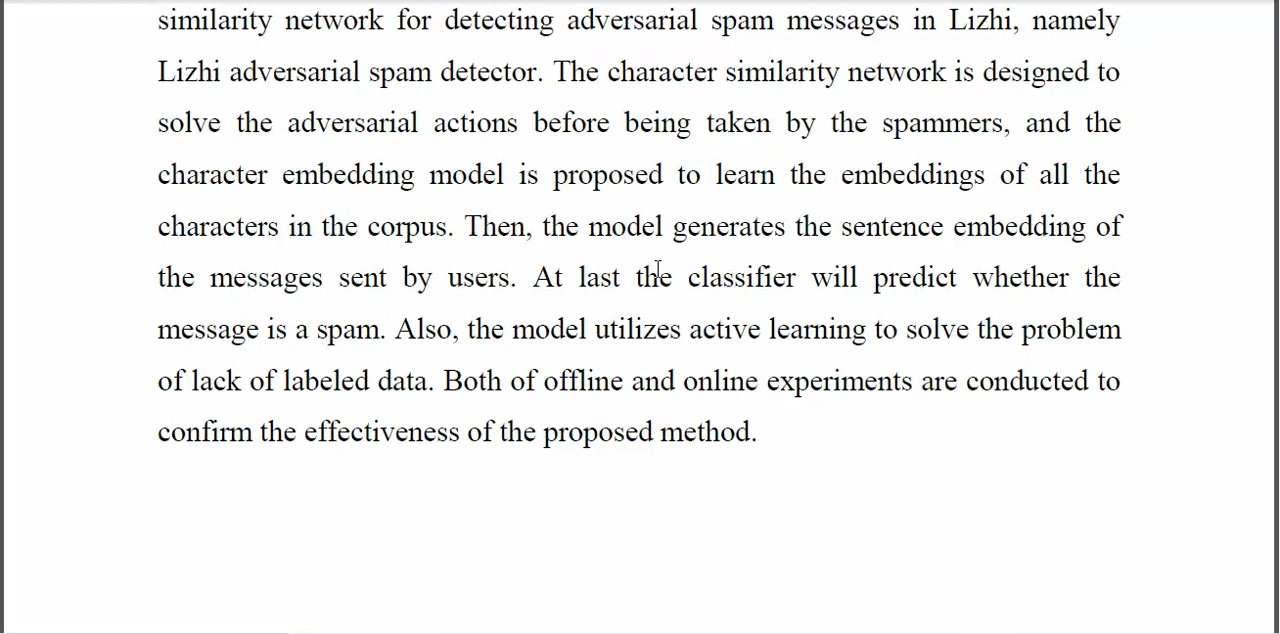 similarity network for detecting adversarial spam messages in Lizhi, namely
Lizhi adversarial spam detector. The character similarity network is designed to
solve the adversarial actions before being taken by the spammers, and the
character embedding model is proposed to learn the embeddings of all the
characters in the corpus. Then, the model generates the sentence embedding of
the messages sent by users. At last the classifier will predict whether the
message is a spam. Also, the model utilizes active learning to solve the problem
of lack of labeled data. Both of offline and online experiments are conducted to
confirm the effectiveness of the proposed method.